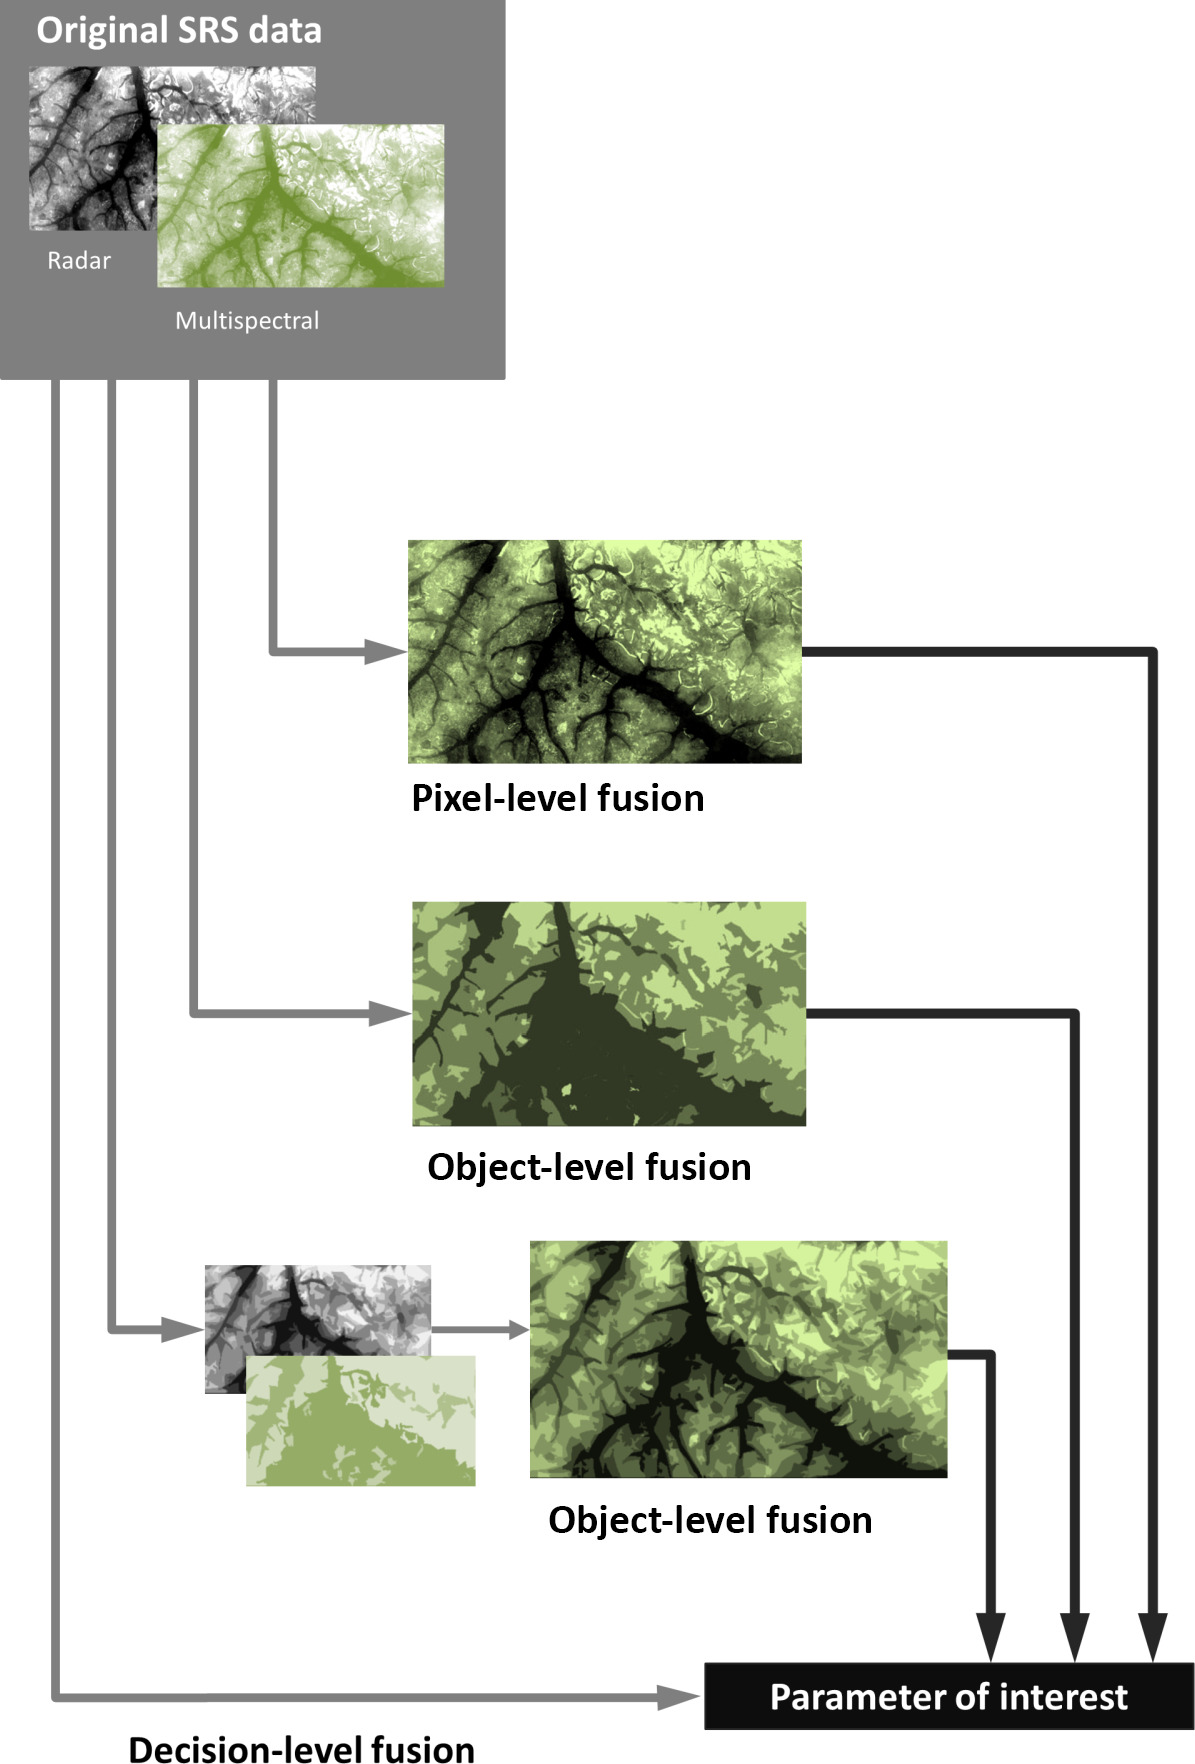 Original SRS data
Radar
Multispectral
Pixel-level fusion
Object-level fusion
Object-level fusion
Parameter of interest
Decision-level fusion